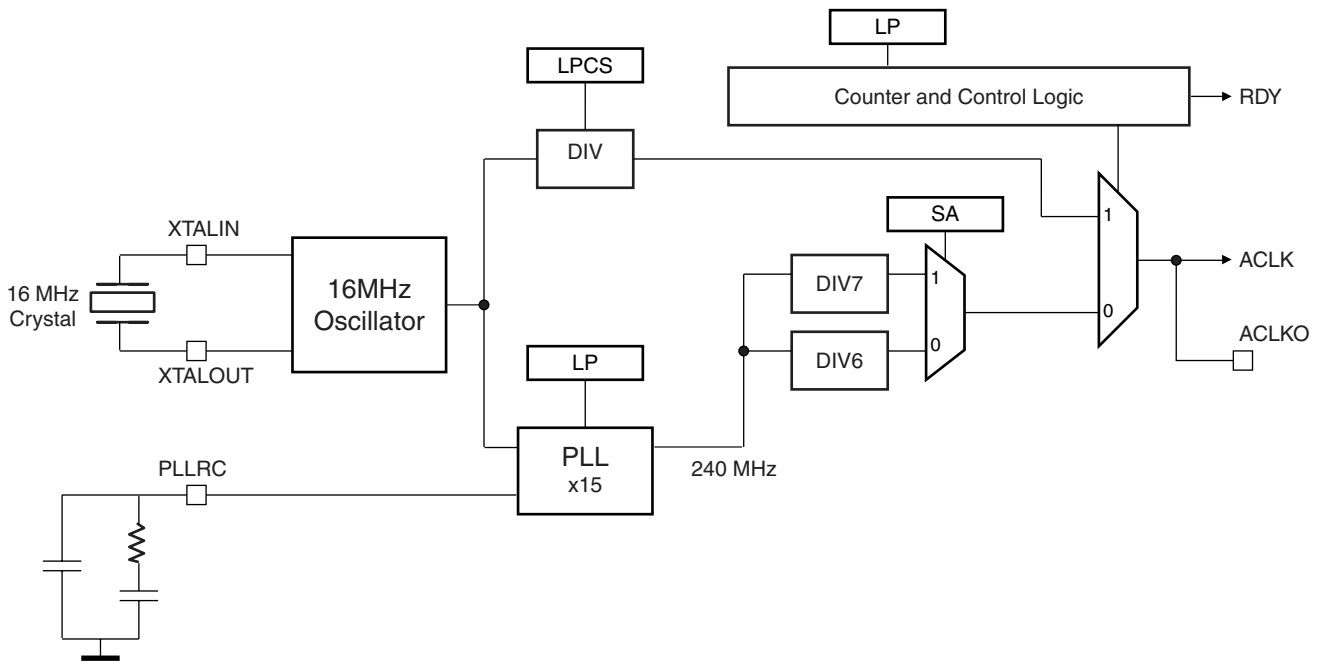 LP
Counter and Control Logic
RDY
LPCS
DIV
1
0
ACLK
ACLKO
SA
DIV7
DIV6
1
0
XTALIN
16 MHz
Crystal
XTALOUT
16MHz
Oscillator
LP
PLL
x15
240 MHz
PLLRC